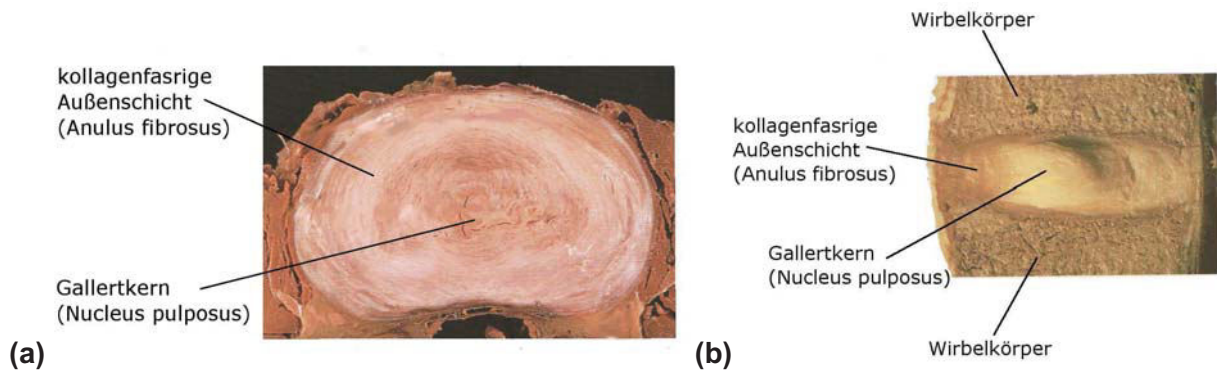 kollagenfasrige
Außenschicht
(Anulus fibrosus)
Gallertkern
(Nucleus pulposus)
(a)
Wirbelkörper
kollagenfasrige
Außenschicht
(Anulus fibrosus)
Gallertkern
(Nucleus pulposus)
Wirbelkörper
(b)